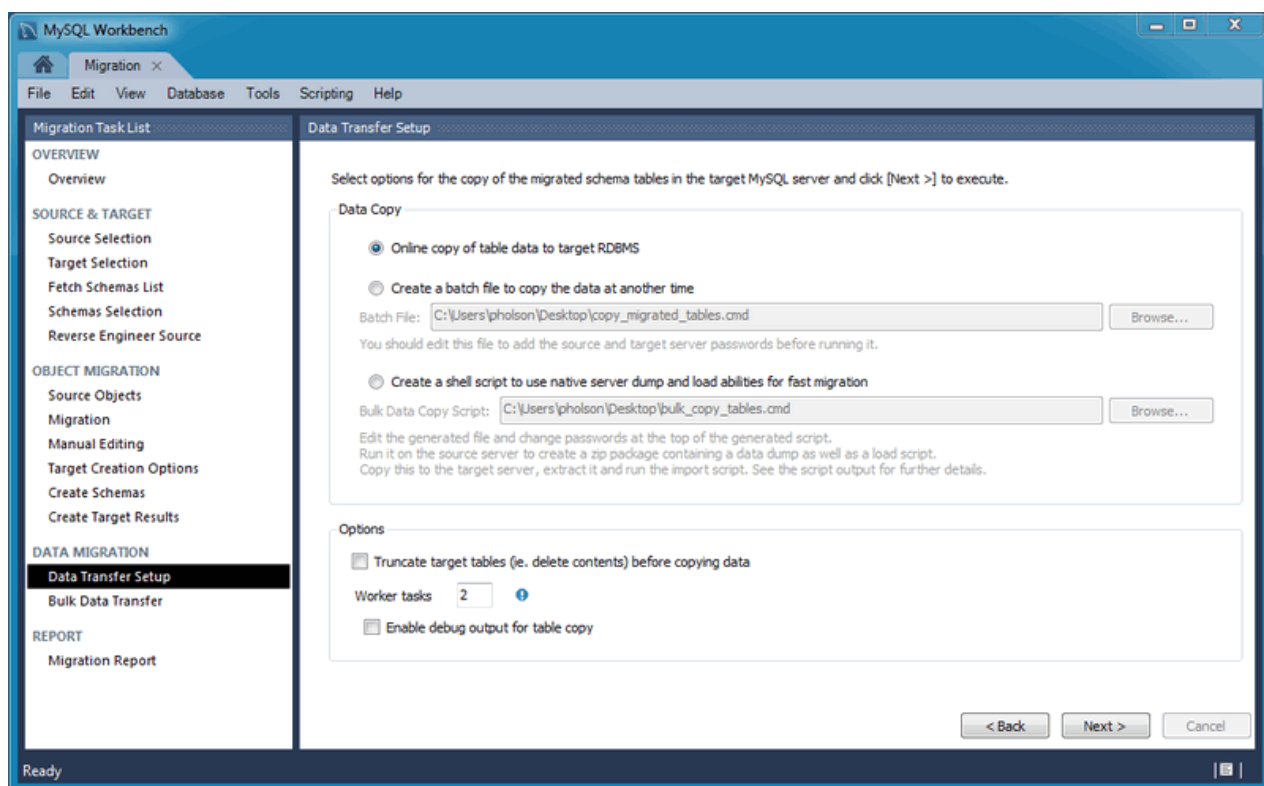 MySQL Workbench
Migration ×
File Edit View Database Tools Scripting Help
Migration Task List
OVERVIEW
Overview
SOURCE & TARGET
Source Selection
Target Selection
Fetch Schemas List
Schemas Selection
Reverse Engineer Source
OBJECT MIGRATION
Source Objects
Migration
Manual Editing
Target Creation Options
Create Schemas
Create Target Results
DATA MIGRATION
Data Transfer Setup
Bulk Data Transfer
REPORT
Migration Report
Data Transfer Setup
Select options for the copy of the migrated schema tables in the target MySQL server and click [Next >] to execute.
Data Copy
Online copy of table data to target RDBMS
Create a batch file to copy the data at another time
Batch File: C:\Users\pholson\Desktop\copy_migrated_tables.cmd Browse...
You should edit this file to add the source and target server passwords before running it.
Create a shell script to use native server dump and load abilities for fast migration
Bulk Data Copy Script: C:\Users\pholson\Desktop\bulk_copy_tables.cmd Browse...
Edit the generated file and change passwords at the top of the generated script.
Run it on the source server to create a zip package containing a data dump as well as a load script.
Copy this to the target server, extract it and run the import script. See the script output for further details.
Options
Truncate target tables (ie. delete contents) before copying data
Worker tasks 2
Enable debug output for table copy
< Back Next > Cancel
Ready